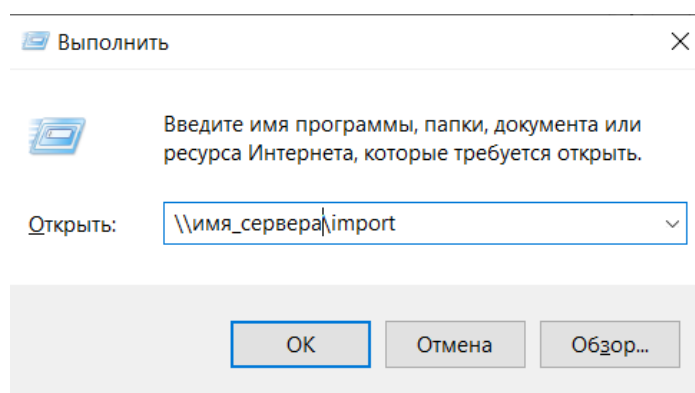 Выполнить
Введите имя программы, папки, документа или
ресурса Интернета, которые требуется открыть.
Открыть: \\имя_сервера\import
ОК Отмена Обзор...